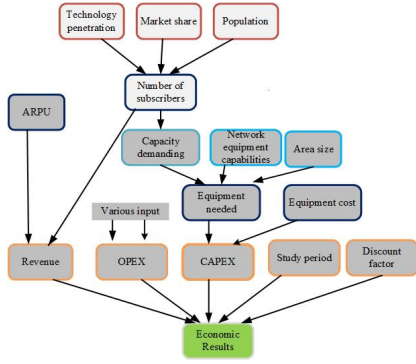 Technology
penetration
Market share
Population
Number of
subscribers
ARPU
Capacity
demanding
Network
equipment
capabilities
Area size
Various input
Equipment
needed
Equipment cost
Revenue
OPEX
CAPEX
Study period
Discount
factor
Economic
Results